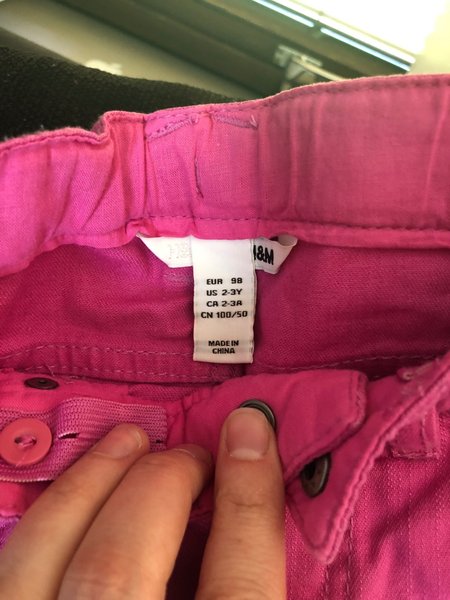 H&M
EUR 98
US 2-3Y
CA 2-3A
CN 100/50
MADE IN
CHINA